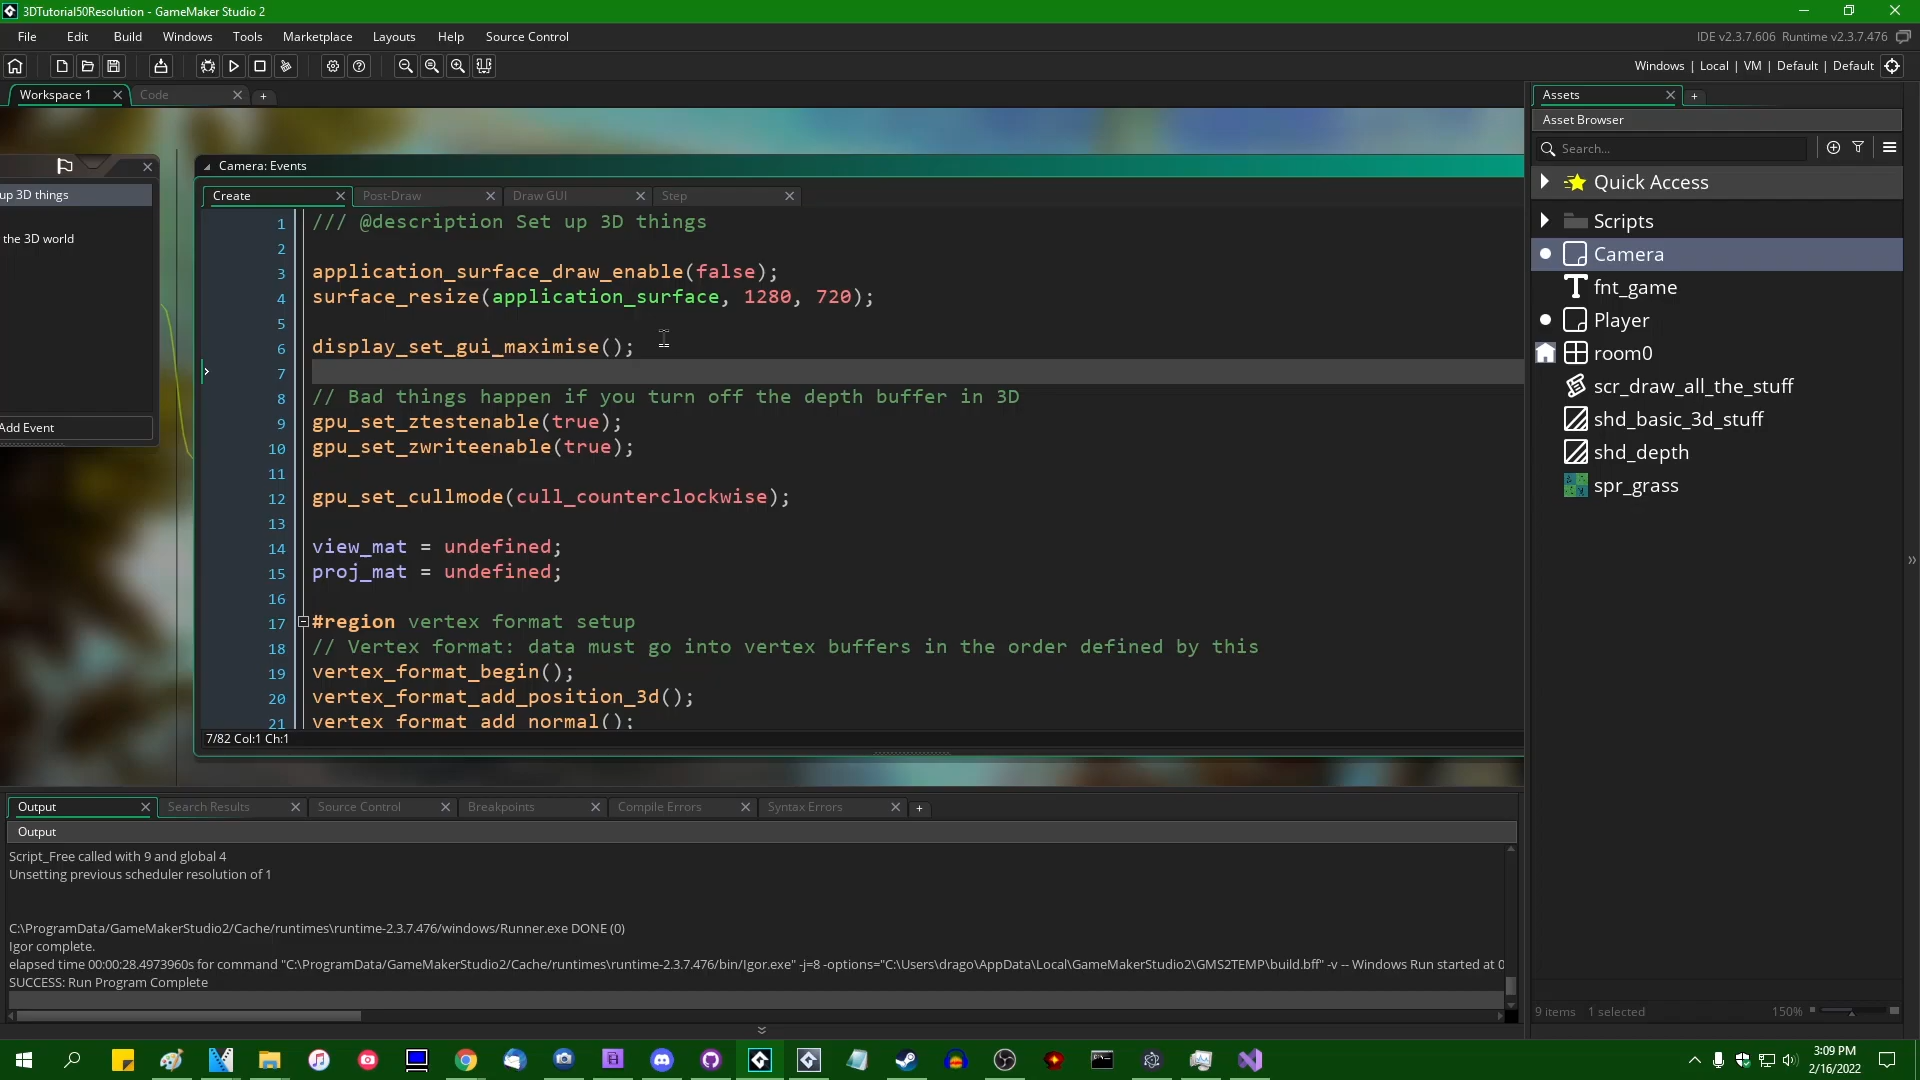 3DTutorial50Resolution - GameMaker Studio 2
File Edit Build Windows Tools Marketplace Layouts Help Source Control
IDE v2.3.7.606 Runtime v2.3.7.476
Windows | Local | VM | Default | Default
Workspace 1
Code
up 3D things
the 3D world
Add Event
Camera: Events
Create
Post-Draw
Draw GUI
Step
1 /// @description Set up 3D things
2
3 application_surface_draw_enable(false);
4 surface_resize(application_surface, 1280, 720);
5
6 display_set_gui_maximise();
7
8 // Bad things happen if you turn off the depth buffer in 3D
9 gpu_set_ztestenable(true);
10 gpu_set_zwriteenable(true);
11
12 gpu_set_cullmode(cull_counterclockwise);
13
14 view_mat = undefined;
15 proj_mat = undefined;
16
17 #region vertex format setup
18 // Vertex format: data must go into vertex buffers in the order defined by this
19 vertex_format_begin();
20 vertex_format_add_position_3d();
21 vertex_format_add_normal();
7/82 Col:1 Ch:1
Assets
Asset Browser
Search...
Quick Access
Scripts
Camera
fnt_game
Player
room0
scr_draw_all_the_stuff
shd_basic_3d_stuff
shd_depth
spr_grass
9 items 1 selected 150%
Output
Search Results
Source Control
Breakpoints
Compile Errors
Syntax Errors
Output
Script_Free called with 9 and global 4
Unsetting previous scheduler resolution of 1
C:\ProgramData/GameMakerStudio2/Cache/runtimes\runtime-2.3.7.476/windows/Runner.exe DONE (0)
Igor complete.
elapsed time 00:00:28.4973960s for command "C:\ProgramData/GameMakerStudio2/Cache/runtimes\runtime-2.3.7.476/bin/Igor.exe" -j=8 -options="C:\Users\drago\AppData\Local\GameMakerStudio2\GMS2TEMP\build.bff" -v -- Windows Run started at 0
SUCCESS: Run Program Complete
3:09 PM
2/16/2022